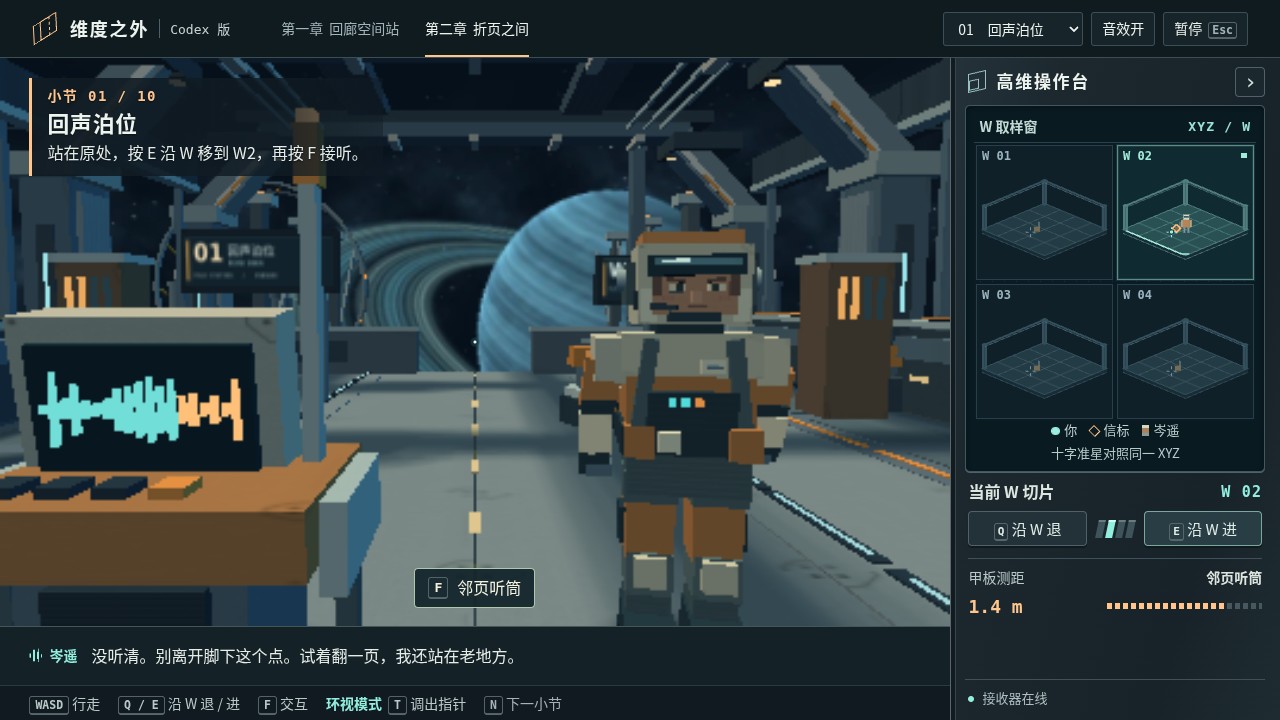 维度之外 Codex 版 第一章 回廊空间站 第二章 折页之间 01 回声泊位 音效开 暂停 Esc
小节 01 / 10
回声泊位
站在原处，按 E 沿 W 移到 W2，再按 F 接听。
01 回声泊位
W
F 邻页听筒
岑遥 没听清。别离开脚下这个点。试着翻一页，我还站在老地方。
WASD 行走 Q / E 沿 W 退 / 进 F 交互 环视模式 T 调出指针 N 下一小节
高维操作台
W 取样窗 XYZ / W
W 01 W 02
W 03 W 04
你 信标 岑遥
十字准星对照同一 XYZ
当前 W 切片 W 02
Q 沿 W 退 E 沿 W 进
甲板测距 邻页听筒
1.4 m
接收器在线